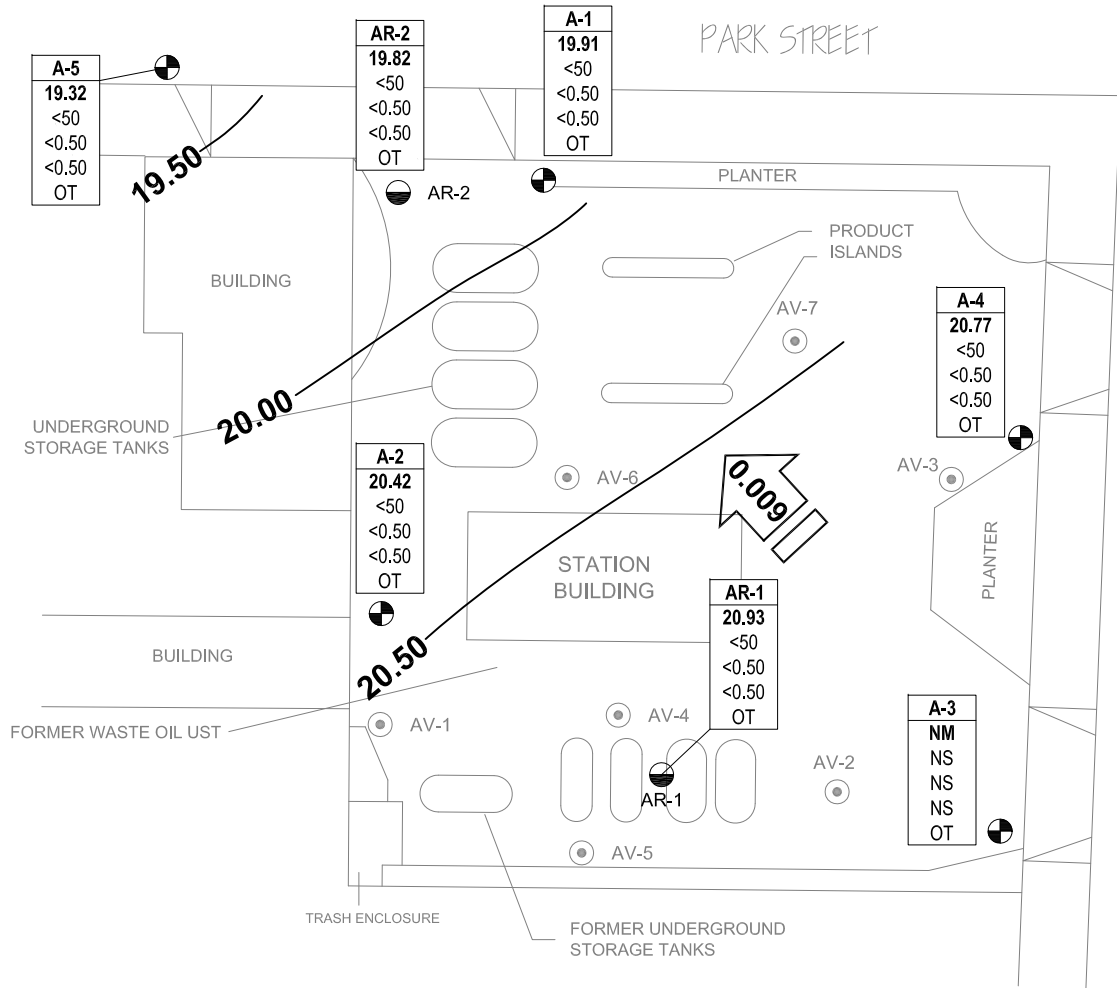 PARK STREET
A-5
19.32
<50
<0.50
<0.50
OT
AR-2
19.82
<50
<0.50
<0.50
OT
A-1
19.91
<50
<0.50
<0.50
OT
19.50
AR-2
PLANTER
BUILDING
PRODUCT
ISLANDS
AV-7
A-4
20.77
<50
<0.50
<0.50
OT
20.00
UNDERGROUND
STORAGE TANKS
A-2
20.42
<50
<0.50
<0.50
OT
AV-6
AV-3
0.009
STATION
BUILDING
PLANTER
AR-1
20.93
<50
<0.50
<0.50
OT
20.50
BUILDING
FORMER WASTE OIL UST
AV-1
AV-4
A-3
NM
NS
NS
NS
OT
AV-2
AR-1
AV-5
TRASH ENCLOSURE
FORMER UNDERGROUND
STORAGE TANKS